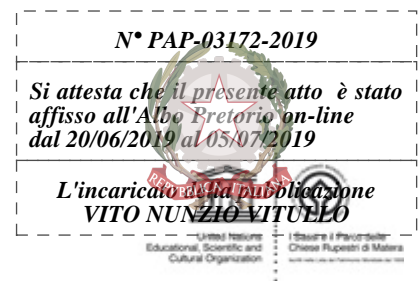 N° PAP-03172-2019
Si attesta che il presente atto è stato
affisso all'Albo Pretorio on-line
dal 20/06/2019 al 05/07/2019
L'incaricato della pubblicazione
VITO NUNZIO VITULLO
REPVBBLICA ITALIANA
United Nations
Educational, Scientific and
Cultural Organization
I Sassi e il Parco delle
Chiese Rupestri di Matera